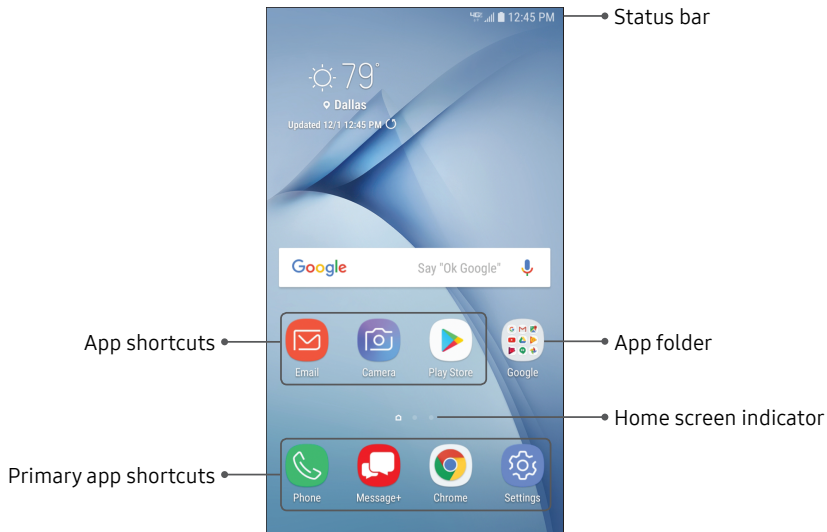 4G 12:45 PM
Status bar
79°
Dallas
Updated 12/1 12:45 PM
Google
Say "Ok Google"
App shortcuts
Email
Camera
Play Store
Google
App folder
Home screen indicator
Primary app shortcuts
Phone
Message+
Chrome
Settings